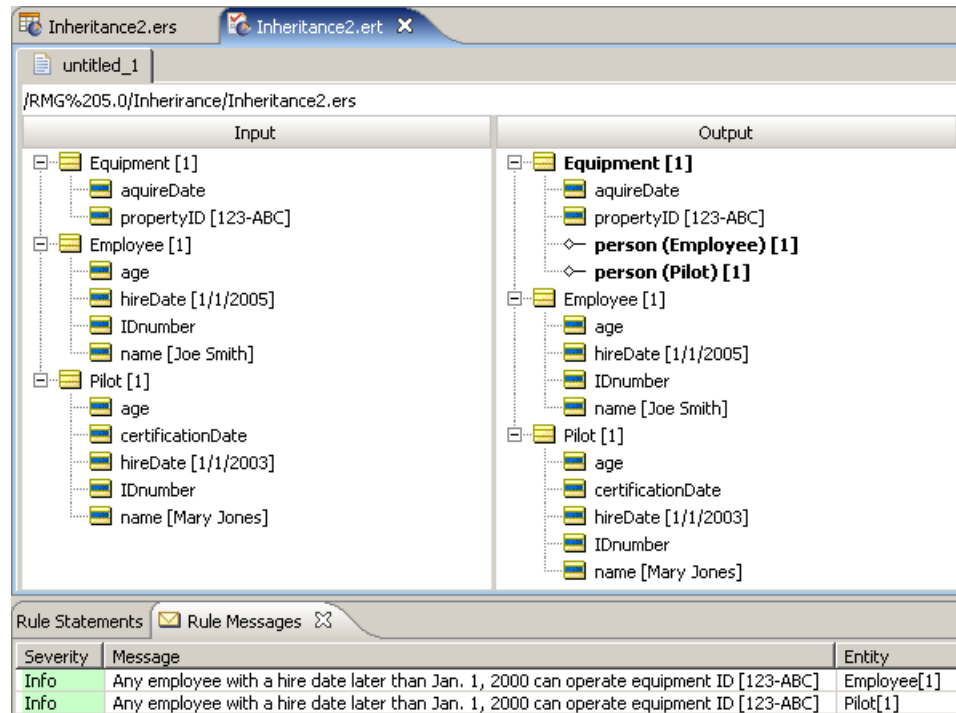 Inheritance2.ers Inheritance2.ert
untitled_1
/RMG%205.0/Inherirance/Inheritance2.ers
Input
Equipment [1]
aquireDate
propertyID [123-ABC]
Employee [1]
age
hireDate [1/1/2005]
IDnumber
name [Joe Smith]
Pilot [1]
age
certificationDate
hireDate [1/1/2003]
IDnumber
name [Mary Jones]
Output
Equipment [1]
aquireDate
propertyID [123-ABC]
person (Employee) [1]
person (Pilot) [1]
Employee [1]
age
hireDate [1/1/2005]
IDnumber
name [Joe Smith]
Pilot [1]
age
certificationDate
hireDate [1/1/2003]
IDnumber
name [Mary Jones]
Rule Statements Rule Messages
Severity Message Entity
Info Any employee with a hire date later than Jan. 1, 2000 can operate equipment ID [123-ABC] Employee[1]
Info Any employee with a hire date later than Jan. 1, 2000 can operate equipment ID [123-ABC] Pilot[1]